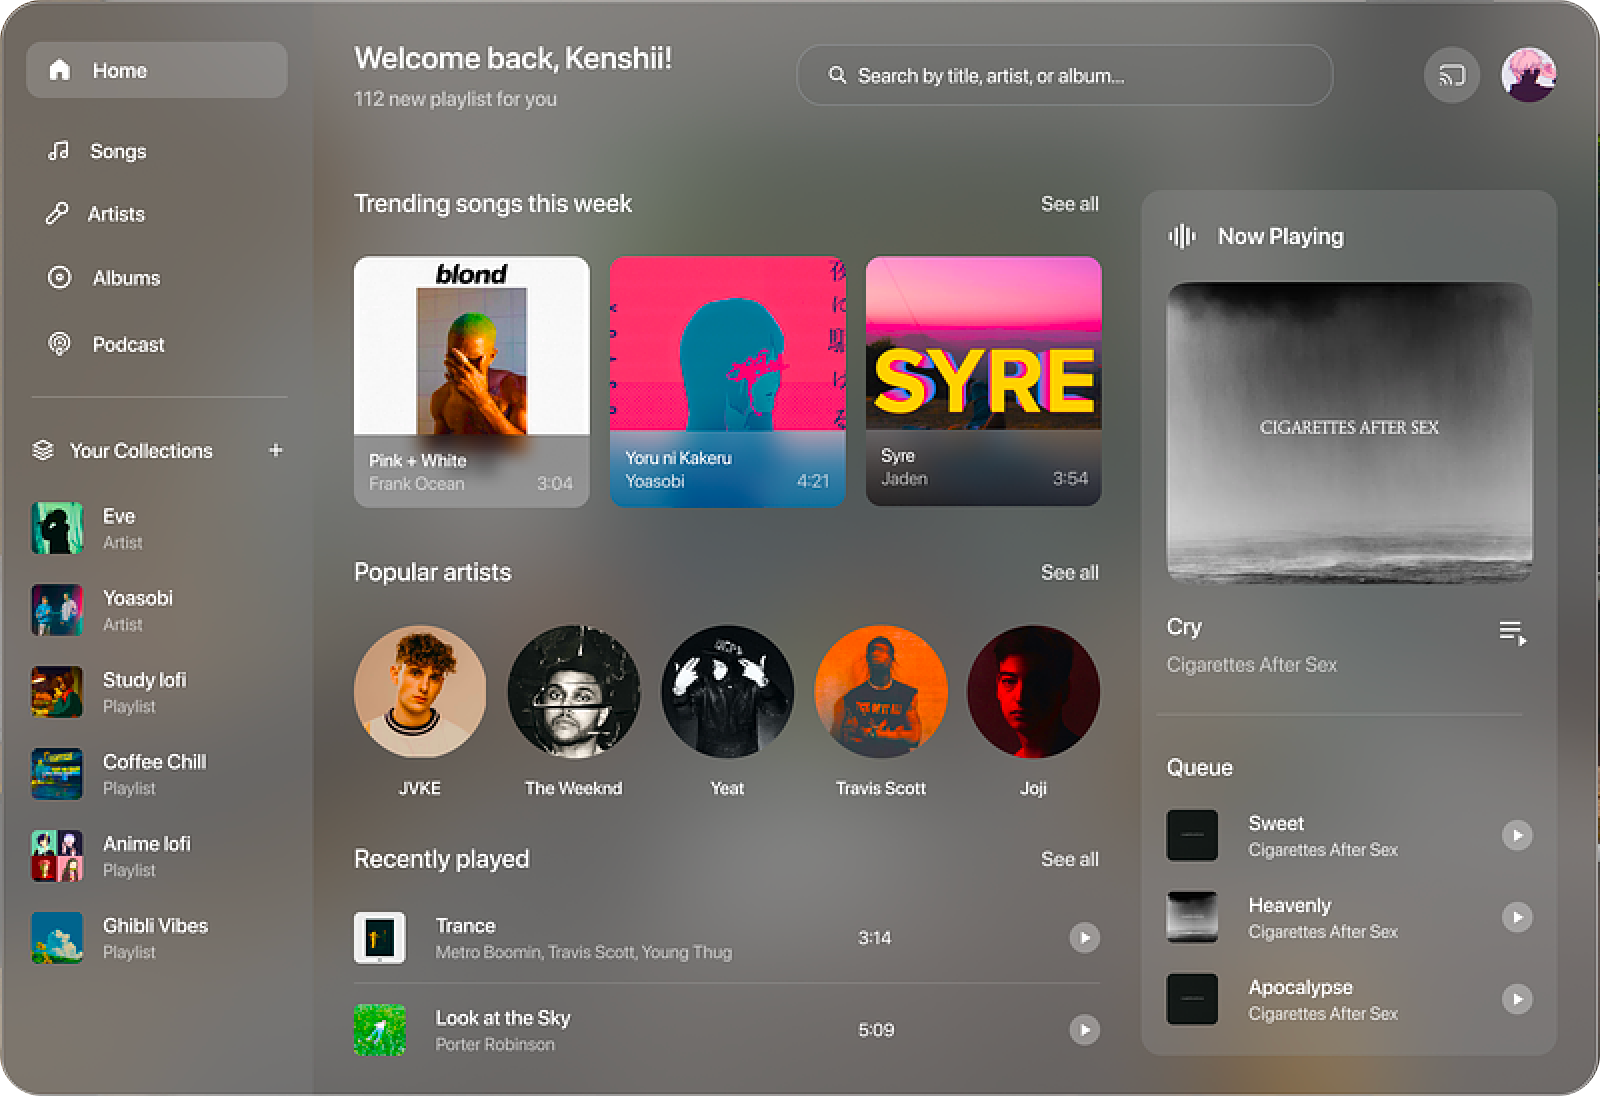 Home
Songs
Artists
Albums
Podcast
Your Collections
+
Eve
Artist
Yoasobi
Artist
Study lofi
Playlist
Coffee Chill
Playlist
Anime lofi
Playlist
Ghibli Vibes
Playlist
Welcome back, Kenshii!
112 new playlist for you
Search by title, artist, or album...
Trending songs this week
See all
blond
Pink + White
Frank Ocean
3:04
夜に駆ける
Yoru ni Kakeru
Yoasobi
4:21
SYRE
Syre
Jaden
3:54
Popular artists
See all
JVKE
The Weeknd
Yeat
Travis Scott
Joji
Recently played
See all
Trance
Metro Boomin, Travis Scott, Young Thug
3:14
Look at the Sky
Porter Robinson
5:09
Now Playing
CIGARETTES AFTER SEX
Cry
Cigarettes After Sex
Queue
Sweet
Cigarettes After Sex
Heavenly
Cigarettes After Sex
Apocalypse
Cigarettes After Sex